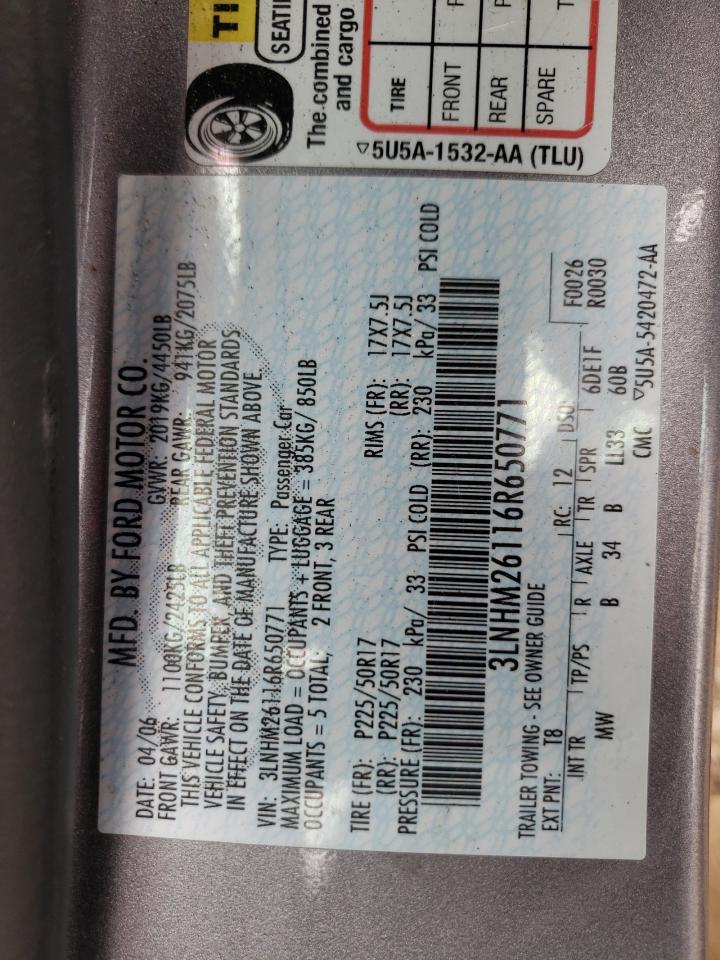 TI
SEATI
The combined
and cargo
TIRE
FRONT
REAR
SPARE
▽5U5A-1532-AA (TLU)
MFD. BY FORD MOTOR CO.
DATE: 04/06 GVWR: 2019KG/4450LB
FRONT GAWR: 1100KG/2425LB REAR GAWR: 941KG/2075LB
THIS VEHICLE CONFORMS TO ALL APPLICABLE FEDERAL MOTOR
VEHICLE SAFETY, BUMPER, AND THEFT PREVENTION STANDARDS
IN EFFECT ON THE DATE OF MANUFACTURE SHOWN ABOVE.
VIN: 3LNHM26116R650771 TYPE: Passenger Car
MAXIMUM LOAD = OCCUPANTS + LUGGAGE = 385KG/ 850LB
OCCUPANTS = 5 TOTAL; 2 FRONT, 3 REAR
TIRE (FR): P225/50R17 RIMS (FR): 17X7.5J
(RR): P225/50R17 (RR): 17X7.5J
PRESSURE (FR): 230 kPa/ 33 PSI COLD (RR): 230 kPa/ 33 PSI COLD
3LNHM26116R650771
TRAILER TOWING - SEE OWNER GUIDE
EXT PNT: T8 RC: 12 DSO: F0026
R0030
INT TR TP/PS R AXLE TR SPR 6DE1F
MW B 34 B LL33 60B
CMC ▽5U5A-5420472-AA